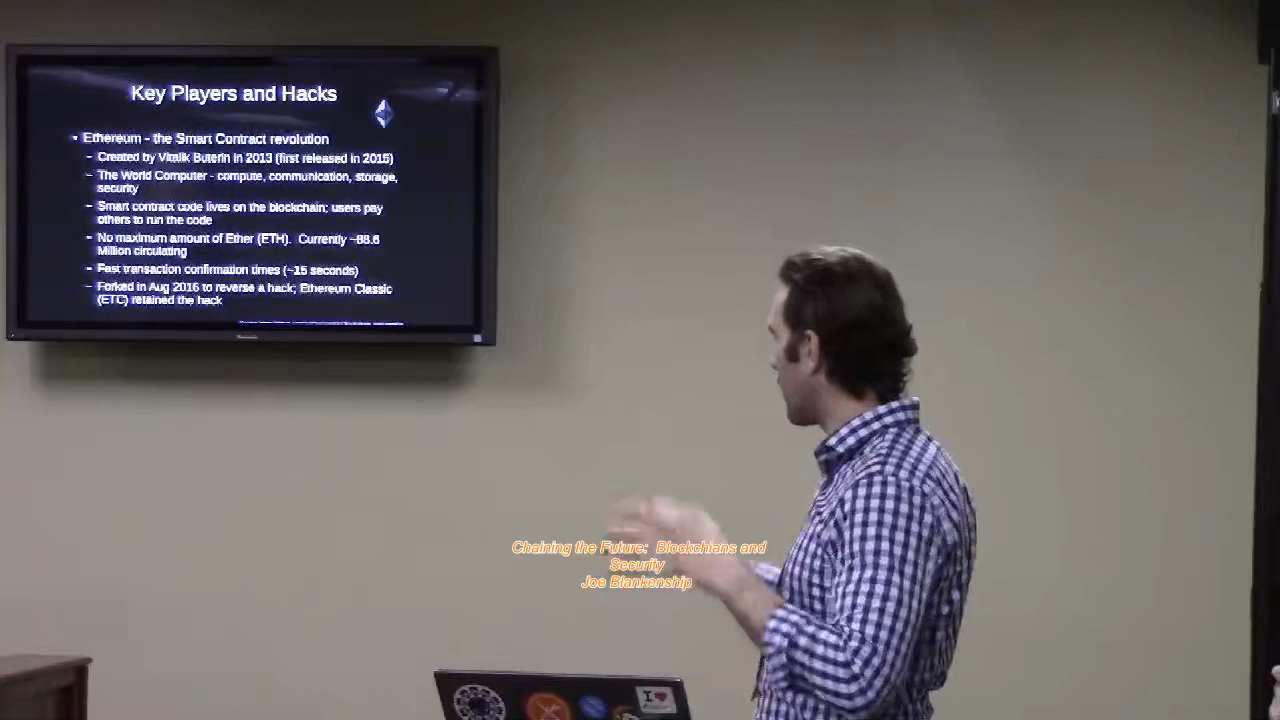 Key Players and Hacks
• Ethereum - the Smart Contract revolution
– Created by Vitalik Buterin in 2013 (first released in 2015)
– The World Computer - compute, communication, storage,
security
– Smart contract code lives on the blockchain; users pay
others to run the code
– No maximum amount of Ether (ETH). Currently ~88.6
Million circulating
– Fast transaction confirmation times (~15 seconds)
– Forked in Aug 2016 to reverse a hack; Ethereum Classic
(ETC) retained the hack
Chaining the Future: Blockchians and
Security
Joe Blankonship
I